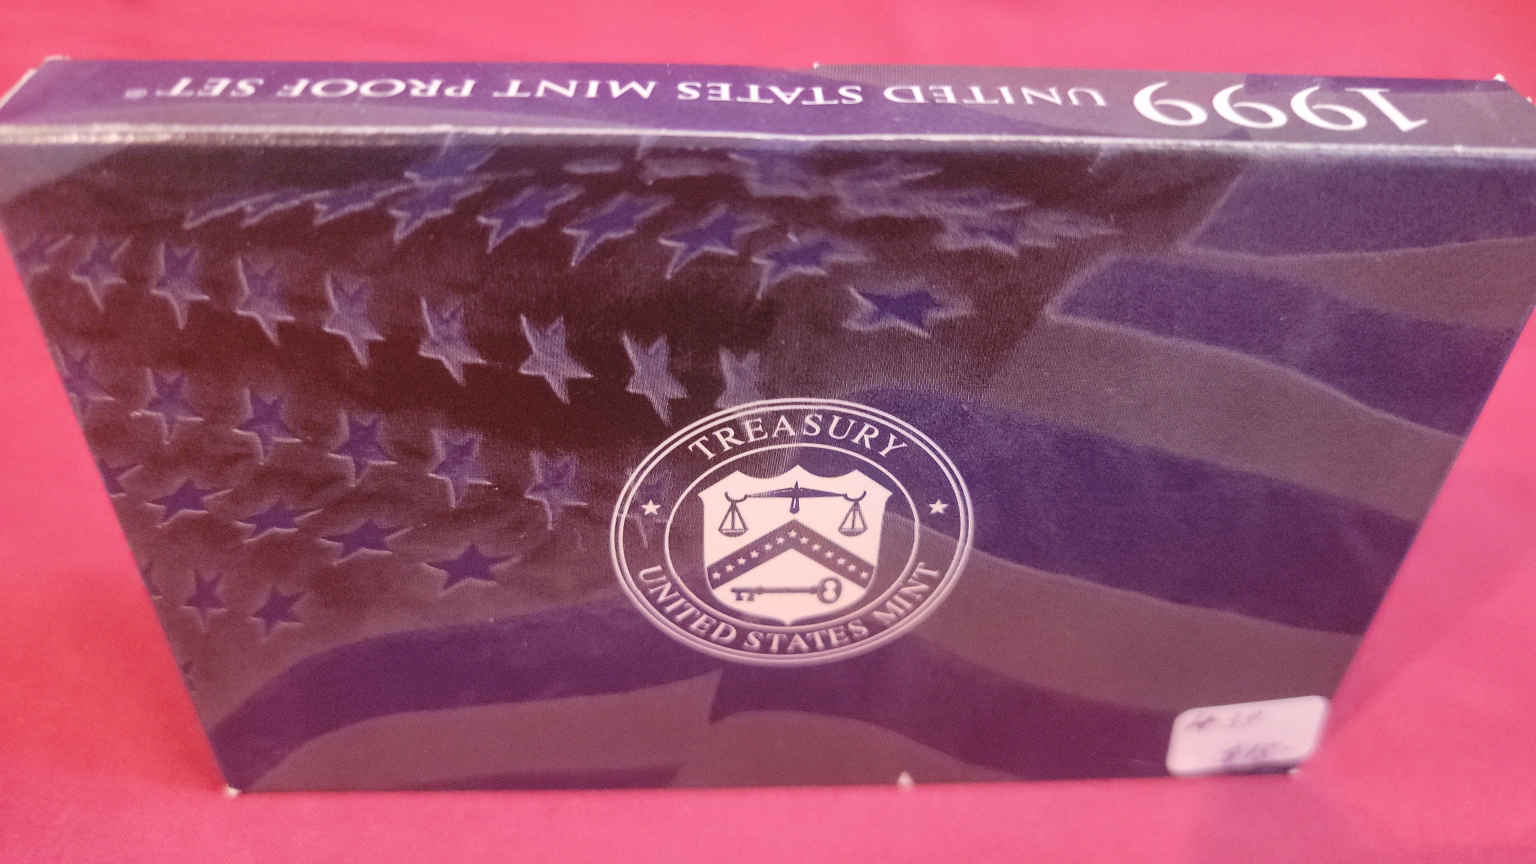 1999 UNITED STATES MINT PROOF SET®
TREASURY
UNITED STATES MINT